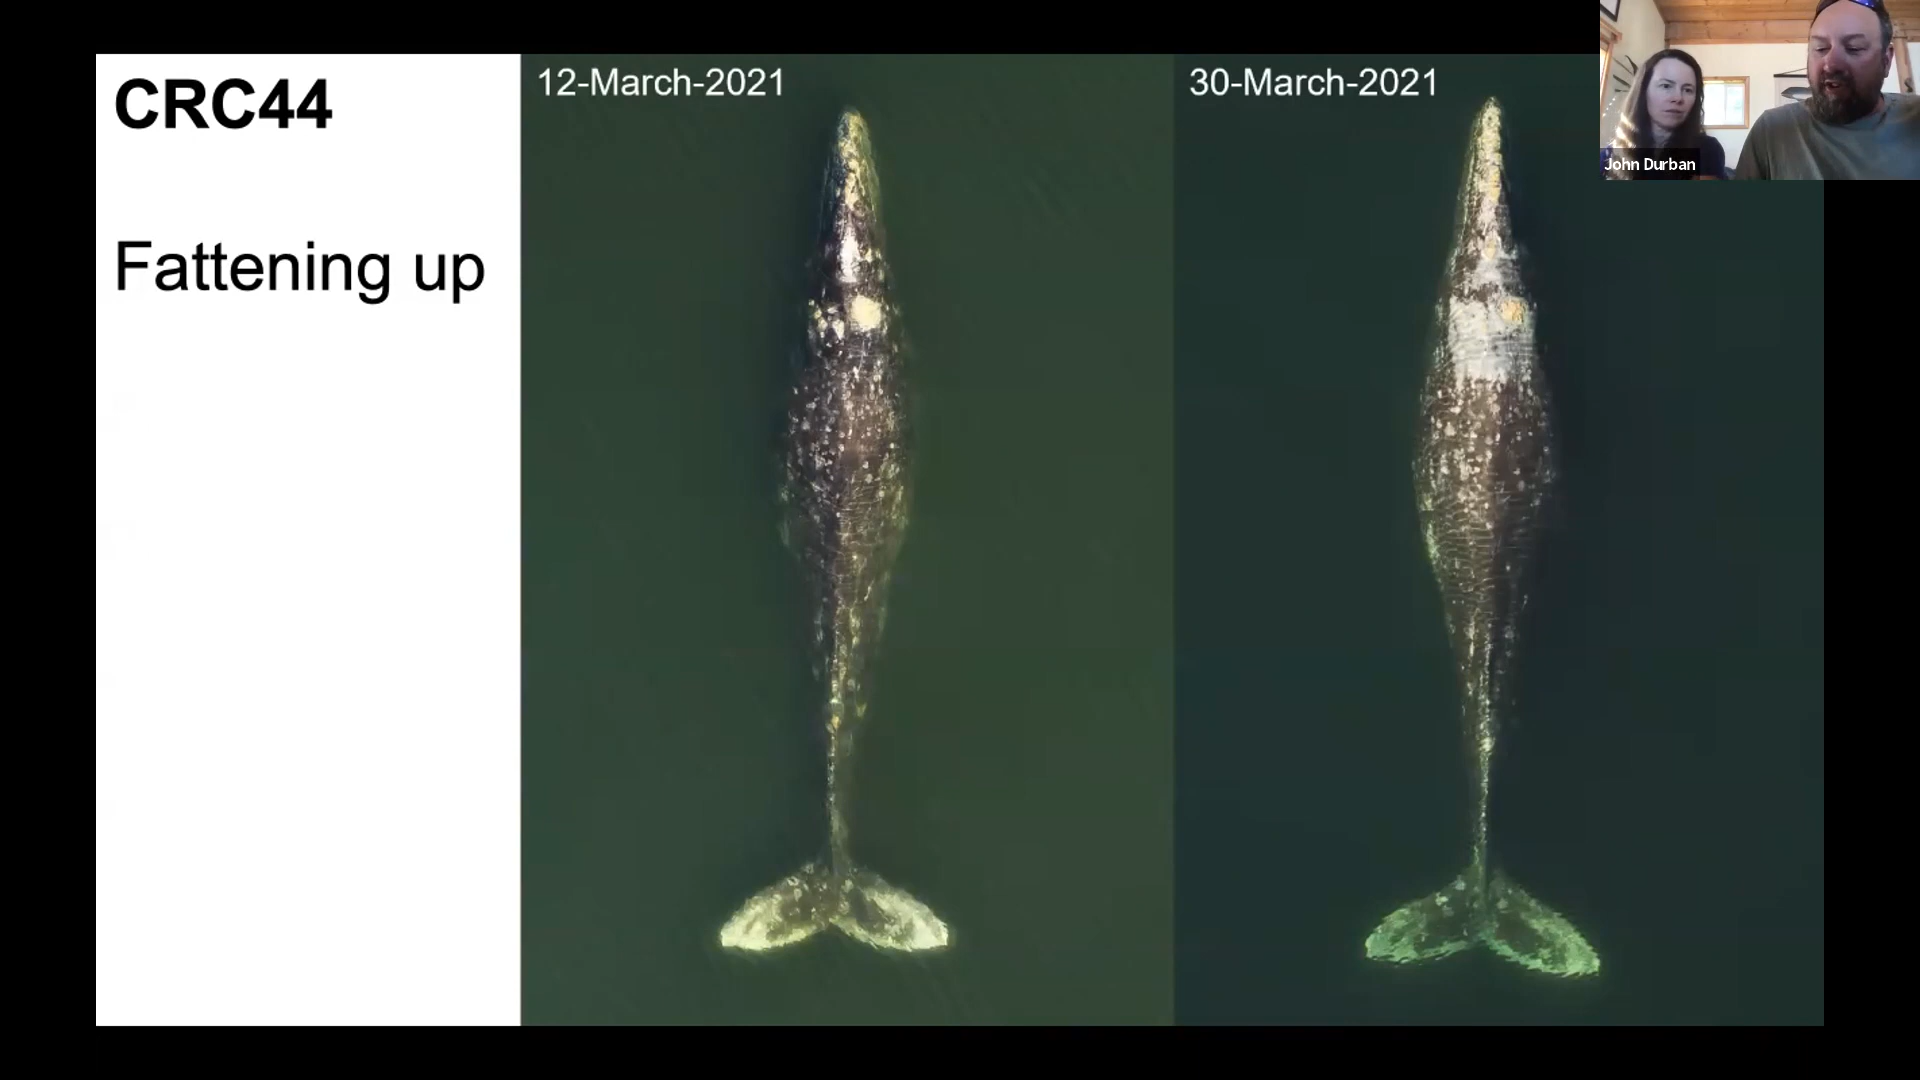 CRC44
Fattening up
12-March-2021
30-March-2021
John Durban